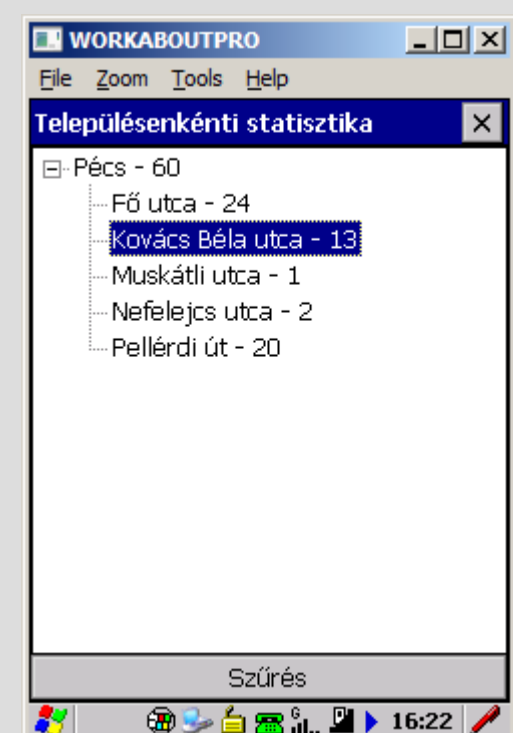 WORKABOUTPRO
File Zoom Tools Help
Településenkénti statisztika
Pécs - 60
Fő utca - 24
Kovács Béla utca - 13
Muskátli utca - 1
Nefelejcs utca - 2
Pellérdi út - 20
Szűrés
G 16:22